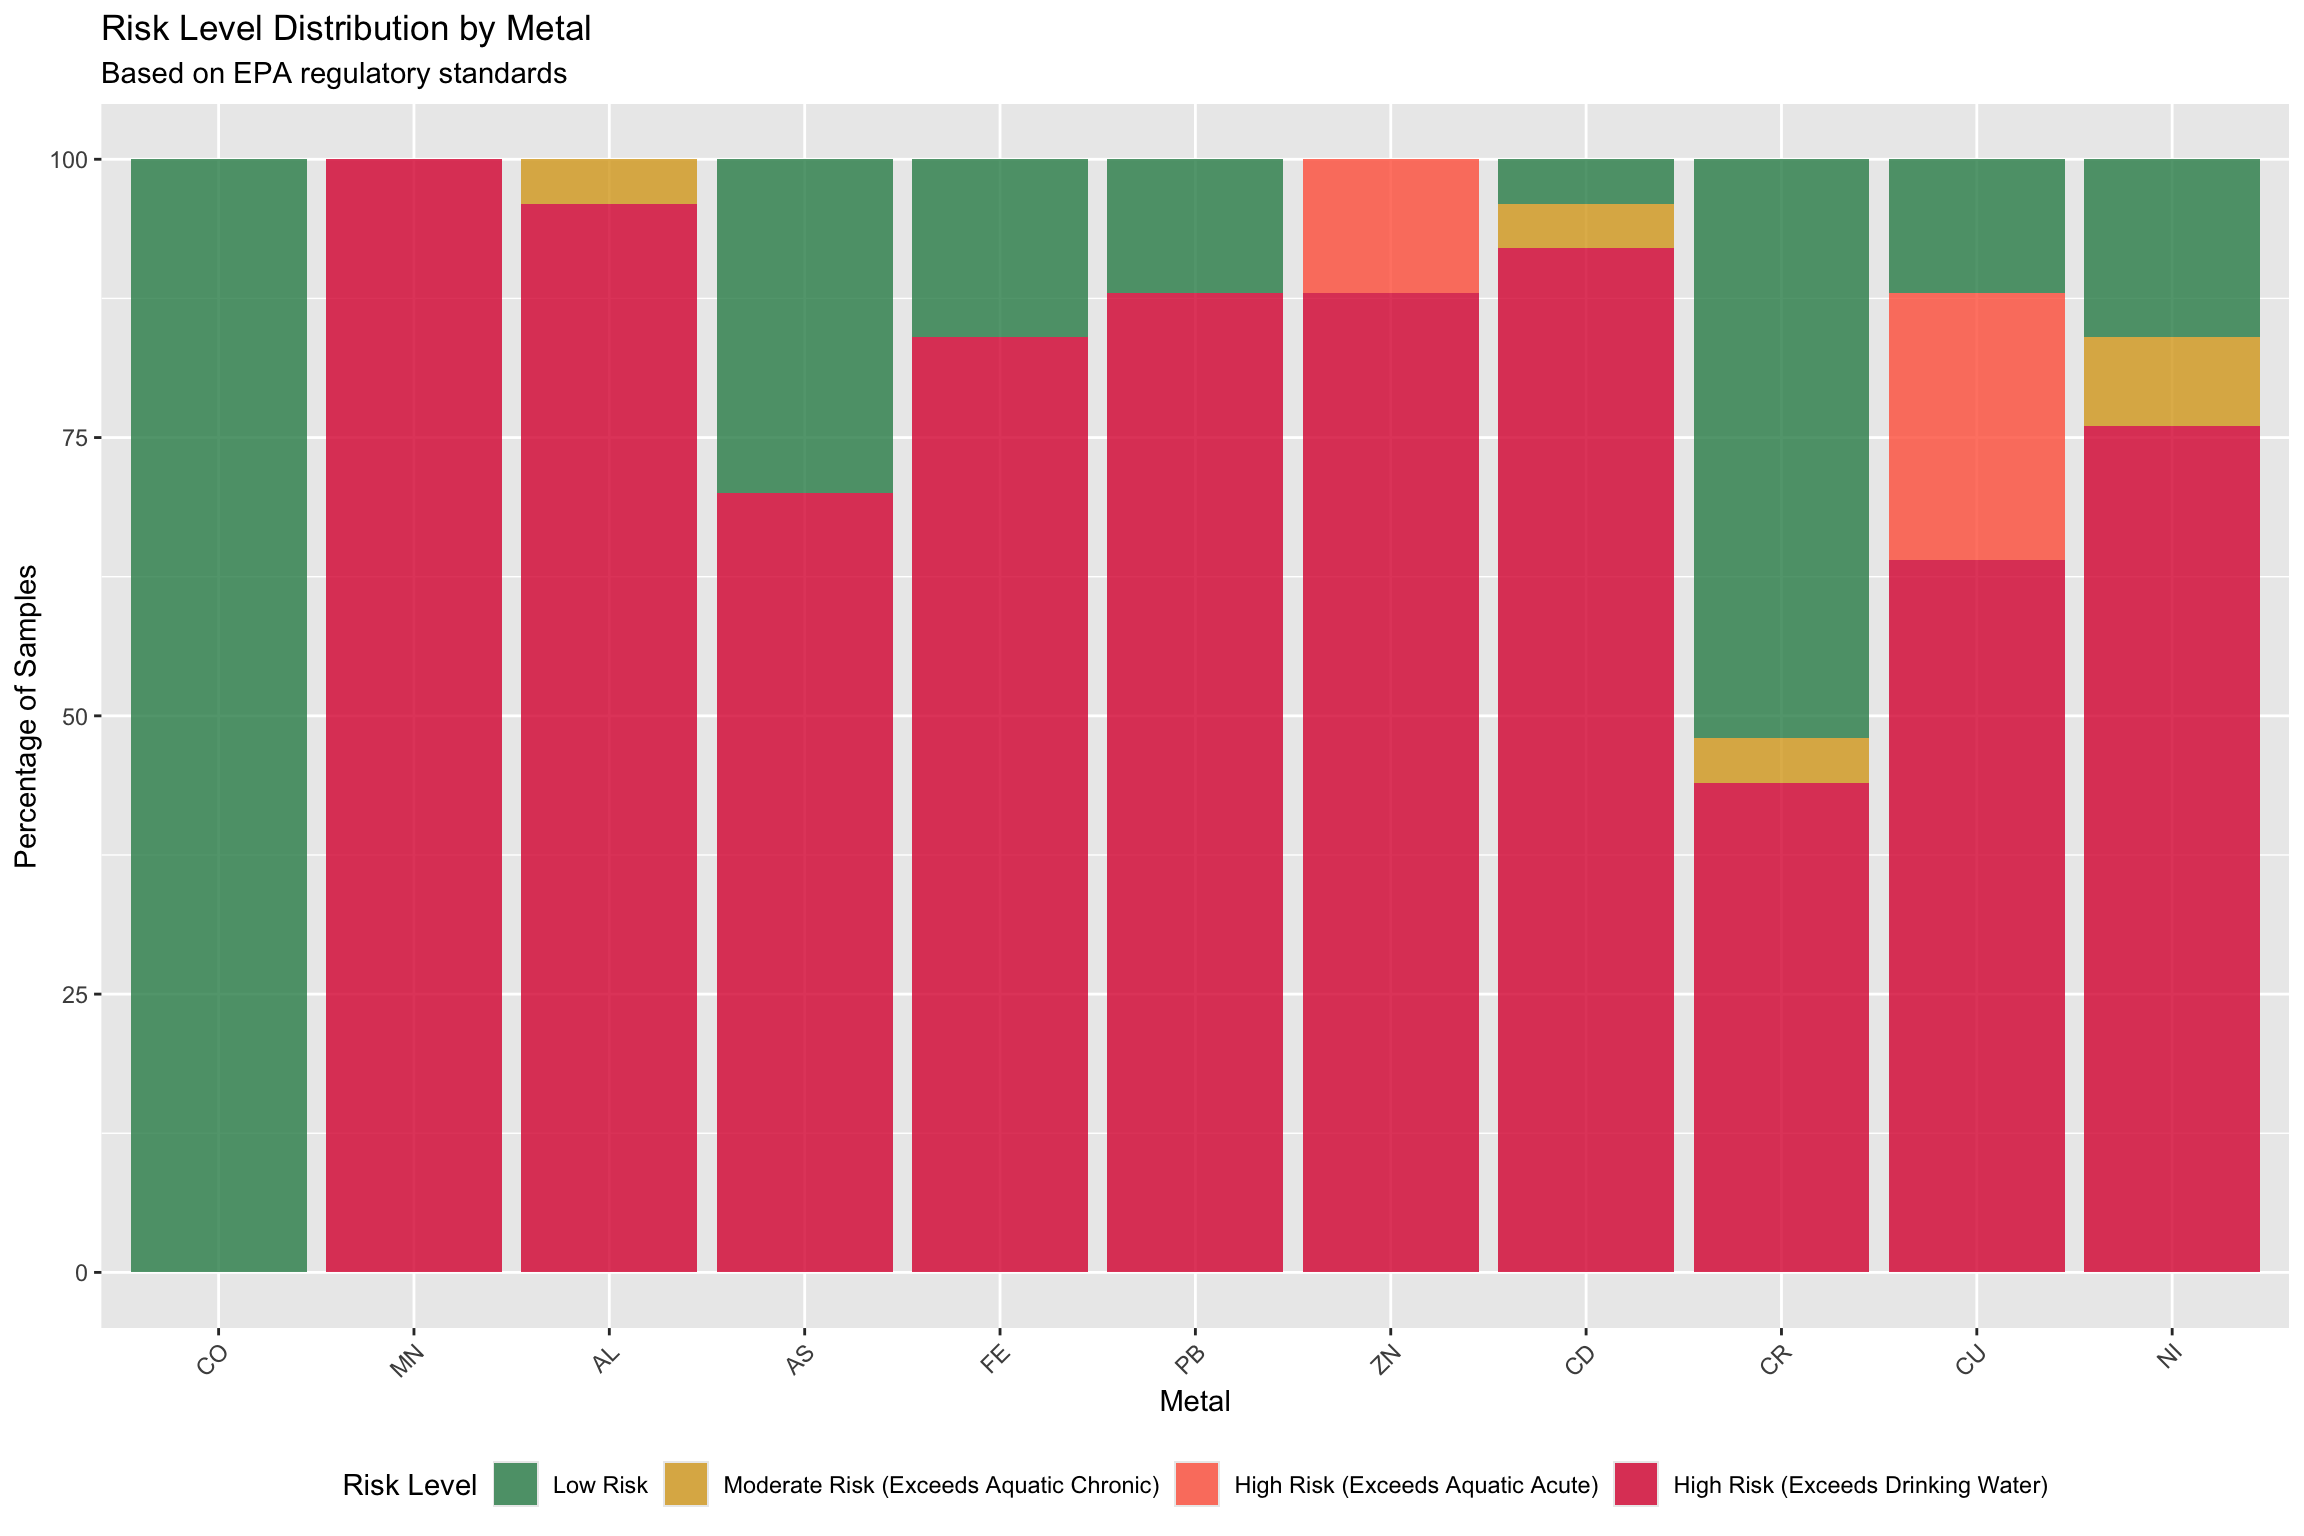 Risk Level Distribution by Metal
Based on EPA regulatory standards
Percentage of Samples
100
75
50
25
0
CO MN AL AS FE PB ZN CD CR CU NI
Metal
Risk Level Low Risk Moderate Risk (Exceeds Aquatic Chronic) High Risk (Exceeds Aquatic Acute) High Risk (Exceeds Drinking Water)